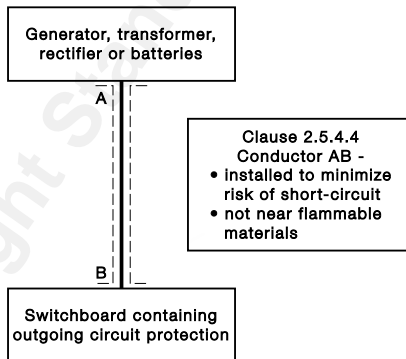 Generator, transformer,
rectifier or batteries
A
Clause 2.5.4.4
Conductor AB -
• installed to minimize
risk of short-circuit
• not near flammable
materials
B
Switchboard containing
outgoing circuit protection